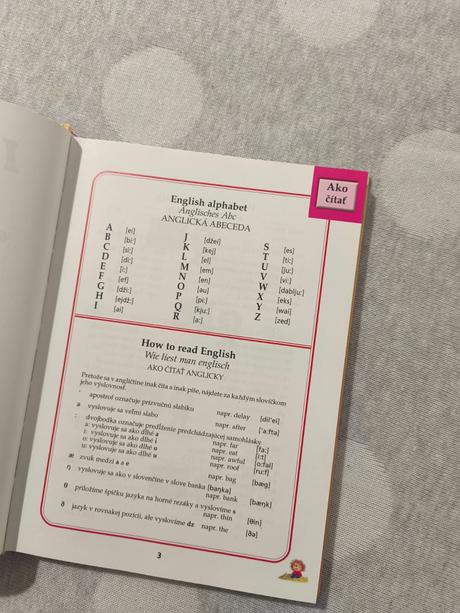 Ako
čítať
English alphabet
Änglisches Abc
ANGLICKÁ ABECEDA
A [ei]
B [bi:]
C [si:]
D [di:]
E [i:]
F [ef]
G [dži:]
H [ejdž:]
I [ai]
J [džei]
K [kej]
L [el]
M [em]
N [en]
O [əu]
P [pi:]
Q [kju:]
R [a:]
S [es]
T [ti:]
U [ju:]
V [vi:]
W [dablju:]
X [eks]
Y [wai]
Z [zed]
How to read English
Wie liest man englisch
AKO ČÍTAŤ ANGLICKY
Pretože sa v angličtine inak číta a inak píše, nájdete za každým slovíčkom
jeho výslovnosť.
' apostrof označuje prízvučnú slabiku napr. delay [dil'ei]
ə vyslovuje sa veľmi slabo napr. after ['a:ftə]
: dvojbodka označuje predĺženie predchádzajúcej samohlásky
a: vyslovuje sa ako dlhé a napr. far [fa:]
i: vyslovuje sa ako dlhé i napr. eat [i:t]
o: vyslovuje sa ako dlhé o napr. awful [o:fəl]
u: vyslovuje sa ako dlhé u napr. roof [ru:f]
æ zvuk medzi a a e napr. bag [bæg]
ŋ vyslovuje sa ako v slovenčine v slove banka [baŋka]
napr. bank [bæŋk]
θ priložíme špičku jazyka na horné rezáky a vyslovíme s
napr. thin [θin]
ð jazyk v rovnakej pozícii, ale vyslovíme dz napr. the [ðə]
3